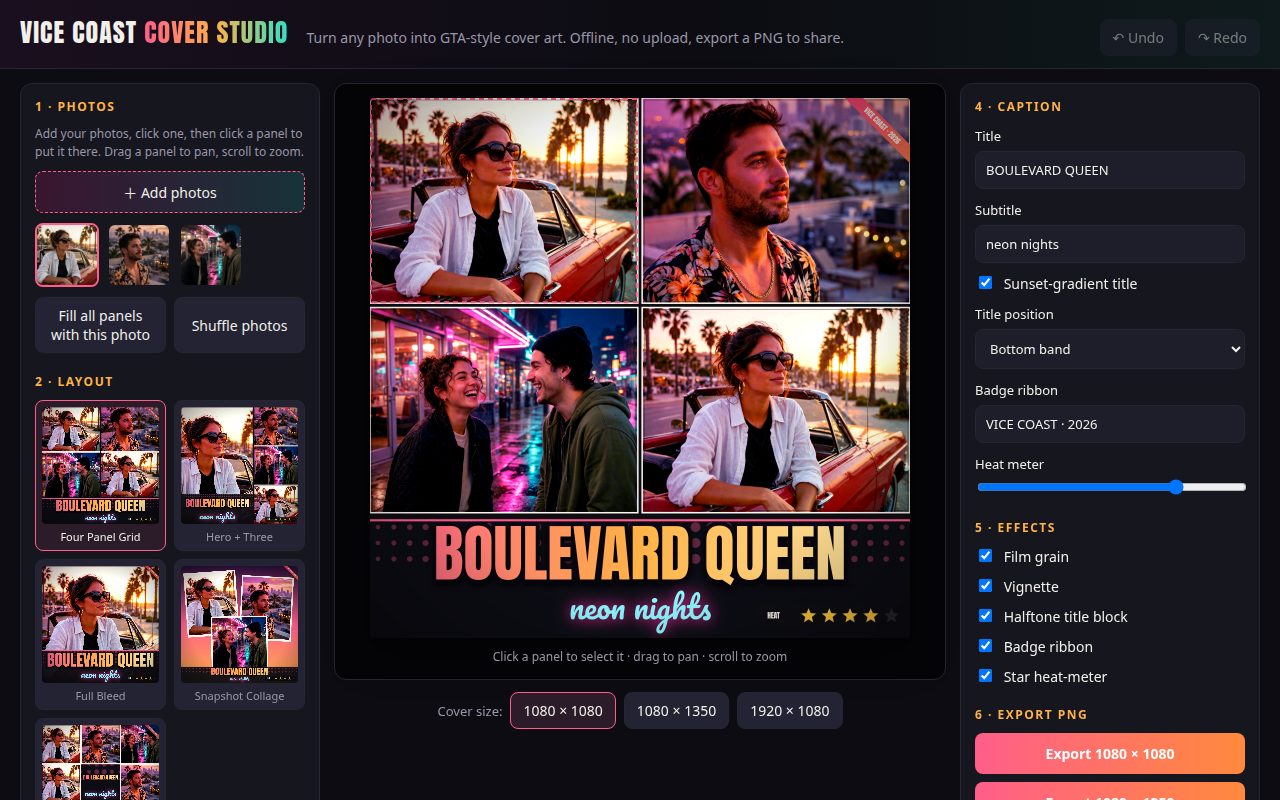 VICE COAST COVER STUDIO
Turn any photo into GTA-style cover art. Offline, no upload, export a PNG to share.
↶ Undo
↷ Redo
1 · PHOTOS
Add your photos, click one, then click a panel to
put it there. Drag a panel to pan, scroll to zoom.
+ Add photos
Fill all panels
with this photo
Shuffle photos
2 · LAYOUT
BOULEVARD QUEEN
neon nights
Four Panel Grid
BOULEVARD QUEEN
neon nights
Hero + Three
BOULEVARD QUEEN
neon nights
Full Bleed
BOULEVARD QUEEN
neon nights
Snapshot Collage
BOULEVARD QUEEN
neon nights
VICE COAST · 2026
BOULEVARD QUEEN
neon nights
HEAT
Click a panel to select it · drag to pan · scroll to zoom
Cover size:
1080 × 1080
1080 × 1350
1920 × 1080
4 · CAPTION
Title
BOULEVARD QUEEN
Subtitle
neon nights
Sunset-gradient title
Title position
Bottom band
Badge ribbon
VICE COAST · 2026
Heat meter
5 · EFFECTS
Film grain
Vignette
Halftone title block
Badge ribbon
Star heat-meter
6 · EXPORT PNG
Export 1080 × 1080